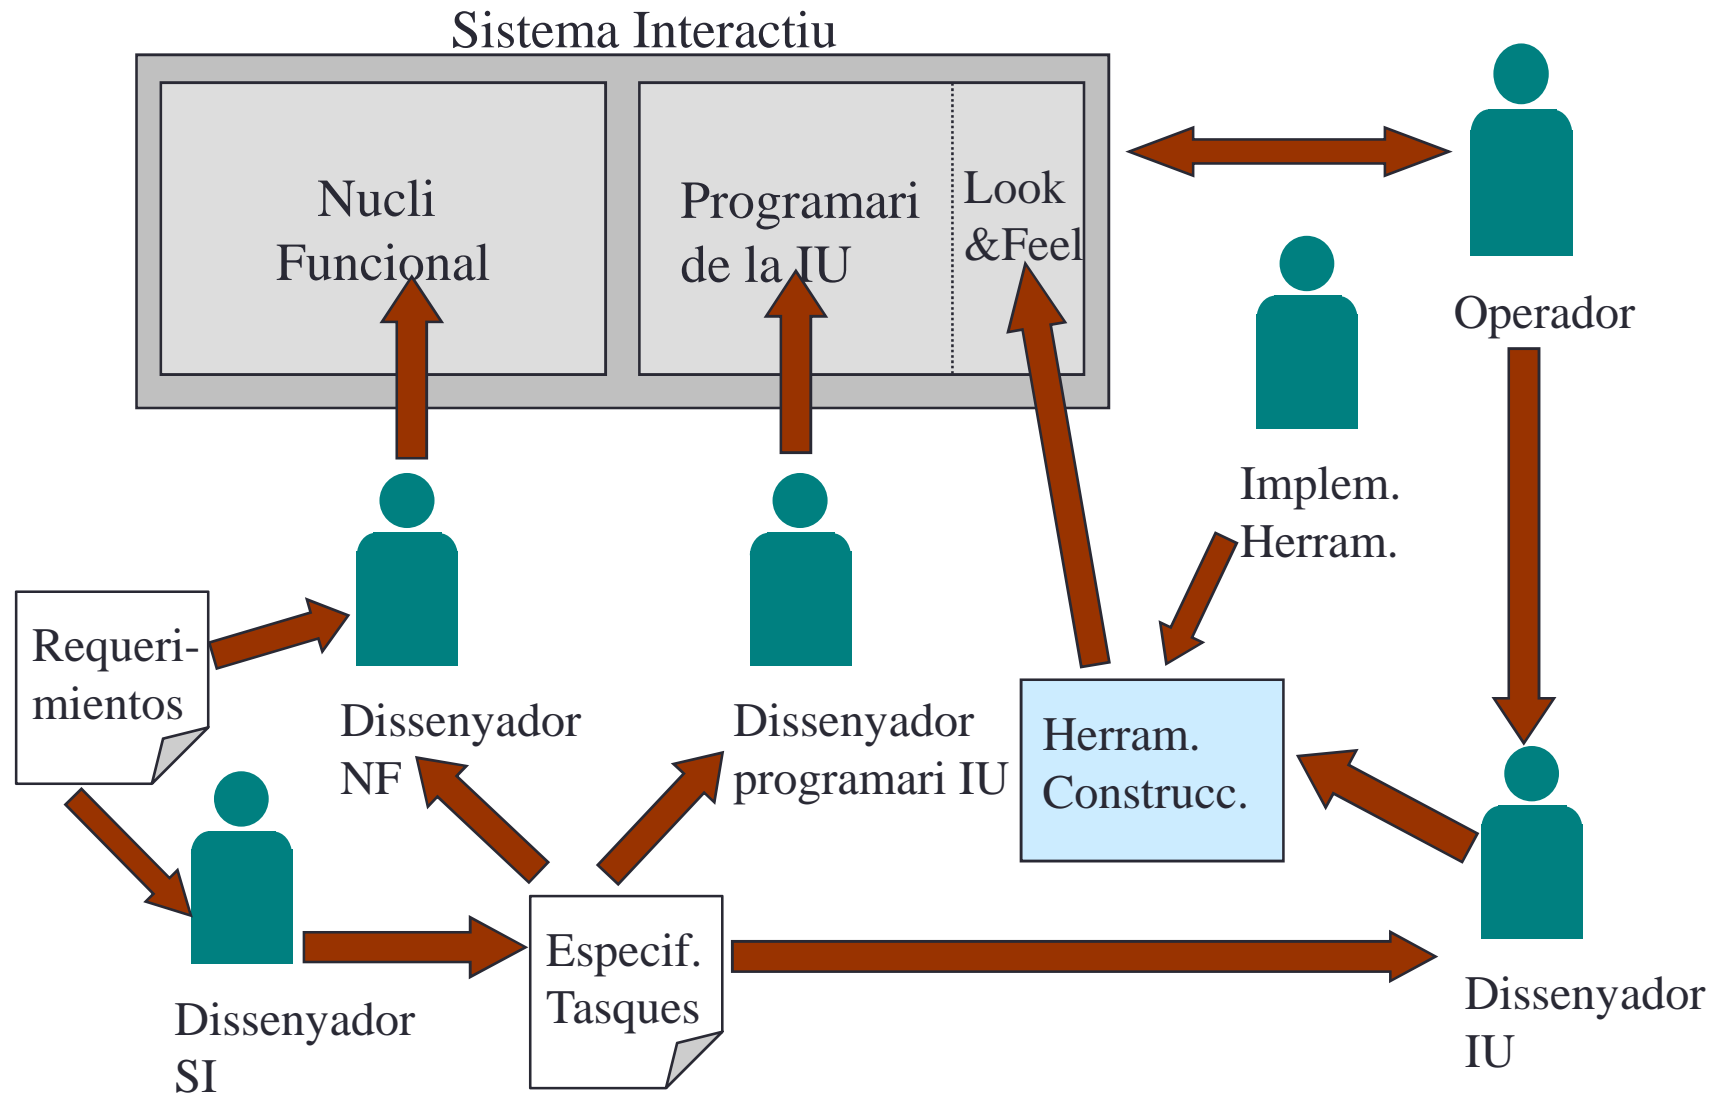 Sistema Interactiu
Nucli
Funcional
Programari
de la IU
Look
&Feel
Operador
Implem.
Herram.
Requeri-
mientos
Dissenyador
NF
Dissenyador
programari IU
Herram.
Construcc.
Dissenyador
SI
Especif.
Tasques
Dissenyador
IU